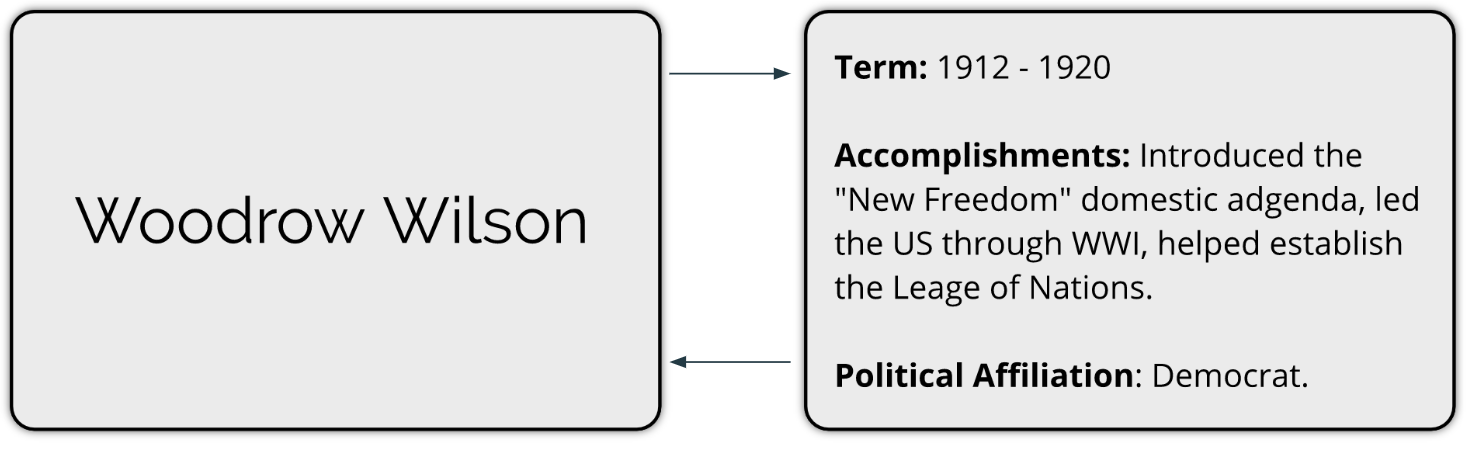 Woodrow Wilson
Term: 1912 - 1920
Accomplishments: Introduced the
"New Freedom" domestic adgenda, led
the US through WWI, helped establish
the Leage of Nations.
Political Affiliation: Democrat.